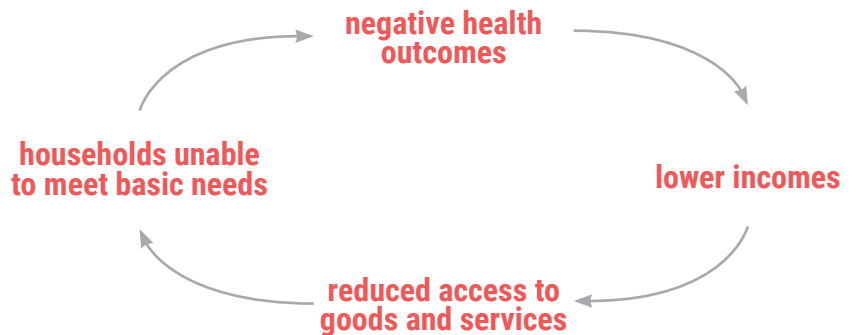 negative health
outcomes
households unable
to meet basic needs
lower incomes
reduced access to
goods and services